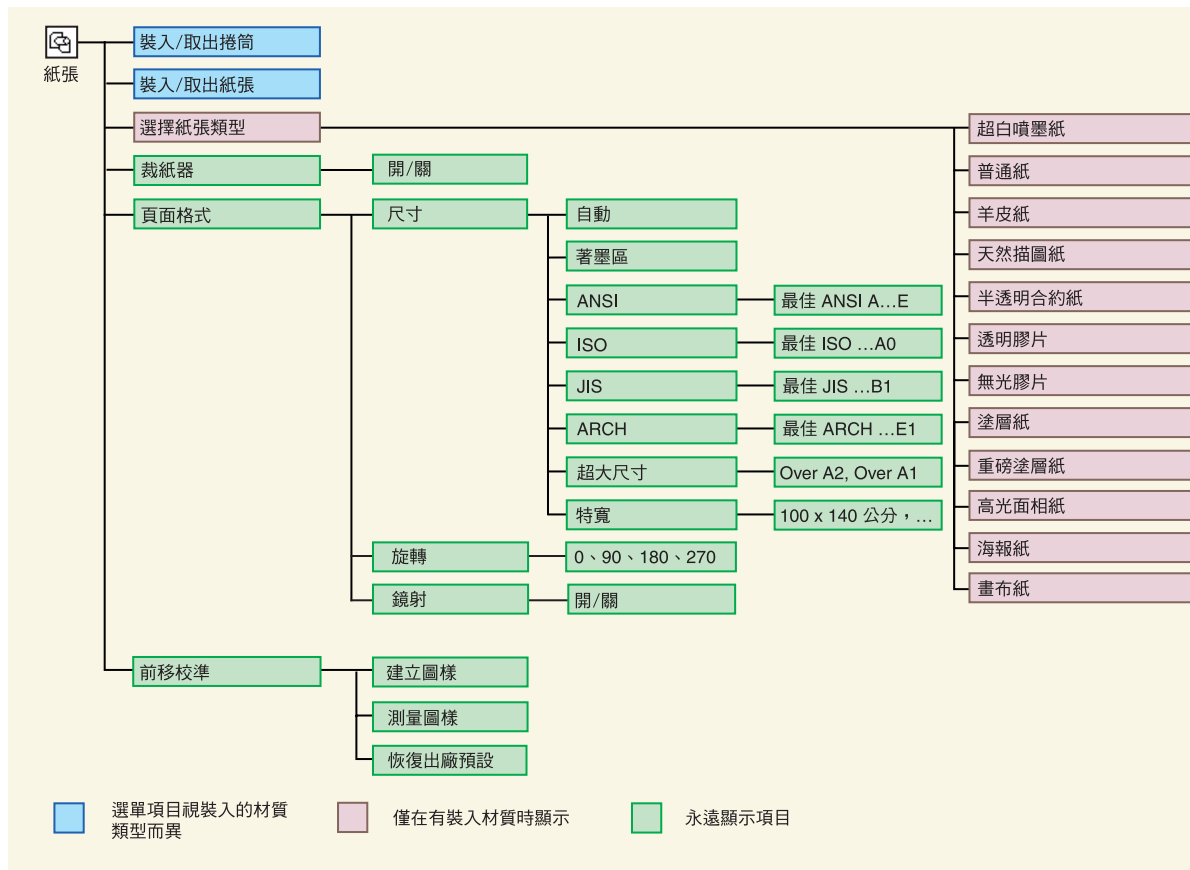 紙張
裝入/取出捲筒
裝入/取出紙張
選擇紙張類型
超白噴墨紙
普通紙
羊皮紙
天然描圖紙
半透明合約紙
透明膠片
無光膠片
塗層紙
重磅塗層紙
高光面相紙
海報紙
畫布紙
裁紙器
開/關
頁面格式
尺寸
自動
著墨區
ANSI
最佳 ANSI A...E
ISO
最佳 ISO ...A0
JIS
最佳 JIS ...B1
ARCH
最佳 ARCH ...E1
超大尺寸
Over A2, Over A1
特寬
100 x 140 公分，...
旋轉
0、90、180、270
鏡射
開/關
前移校準
建立圖樣
測量圖樣
恢復出廠預設
選單項目視裝入的材質
類型而異
僅在有裝入材質時顯示
永遠顯示項目